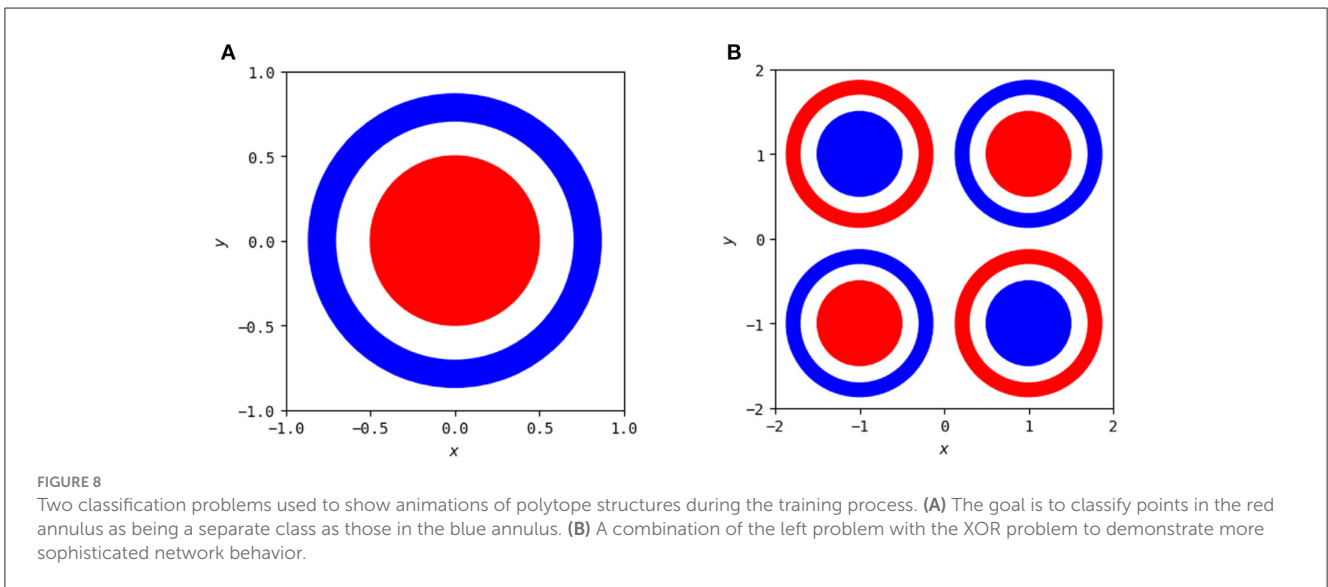 A
B
1.0
0.5
0.0
−0.5
−1.0
y
−1.0 −0.5 0.0 0.5 1.0
x
2
1
0
−1
−2
y
−2 −1 0 1 2
x
FIGURE 8
Two classification problems used to show animations of polytope structures during the training process. (A) The goal is to classify points in the red
annulus as being a separate class as those in the blue annulus. (B) A combination of the left problem with the XOR problem to demonstrate more
sophisticated network behavior.